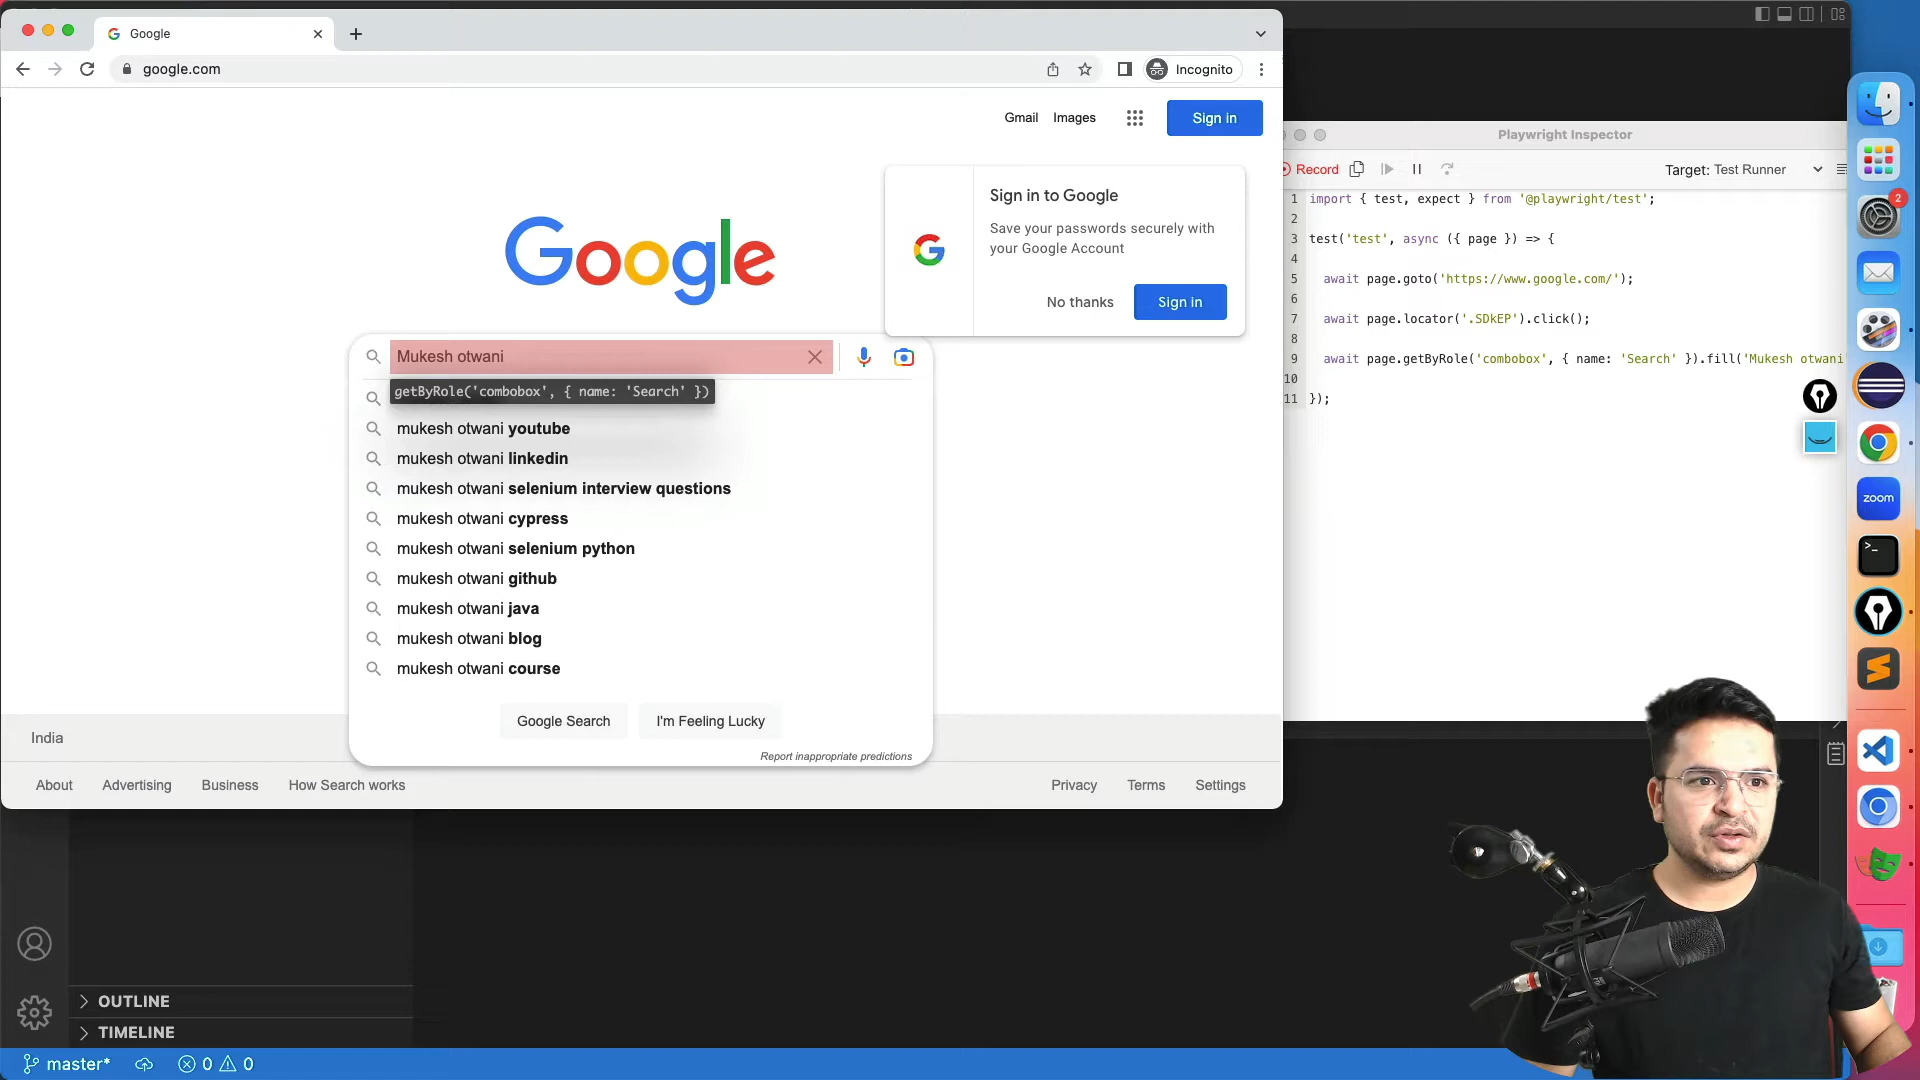 Google
google.com
Incognito
Gmail
Images
Sign in
Google
Sign in to Google
Save your passwords securely with
your Google Account
No thanks
Sign in
Mukesh otwani
getByRole('combobox', { name: 'Search' })
mukesh otwani youtube
mukesh otwani linkedin
mukesh otwani selenium interview questions
mukesh otwani cypress
mukesh otwani selenium python
mukesh otwani github
mukesh otwani java
mukesh otwani blog
mukesh otwani course
Google Search
I'm Feeling Lucky
Report inappropriate predictions
India
About
Advertising
Business
How Search works
Privacy
Terms
Settings
Playwright Inspector
Record
Target: Test Runner
1 import { test, expect } from '@playwright/test';
2
3 test('test', async ({ page }) => {
4
5 await page.goto('https://www.google.com/');
6
7 await page.locator('.SDkEP').click();
8
9 await page.getByRole('combobox', { name: 'Search' }).fill('Mukesh otwani'
10
11 });
2
zoom
OUTLINE
TIMELINE
master*
0
0